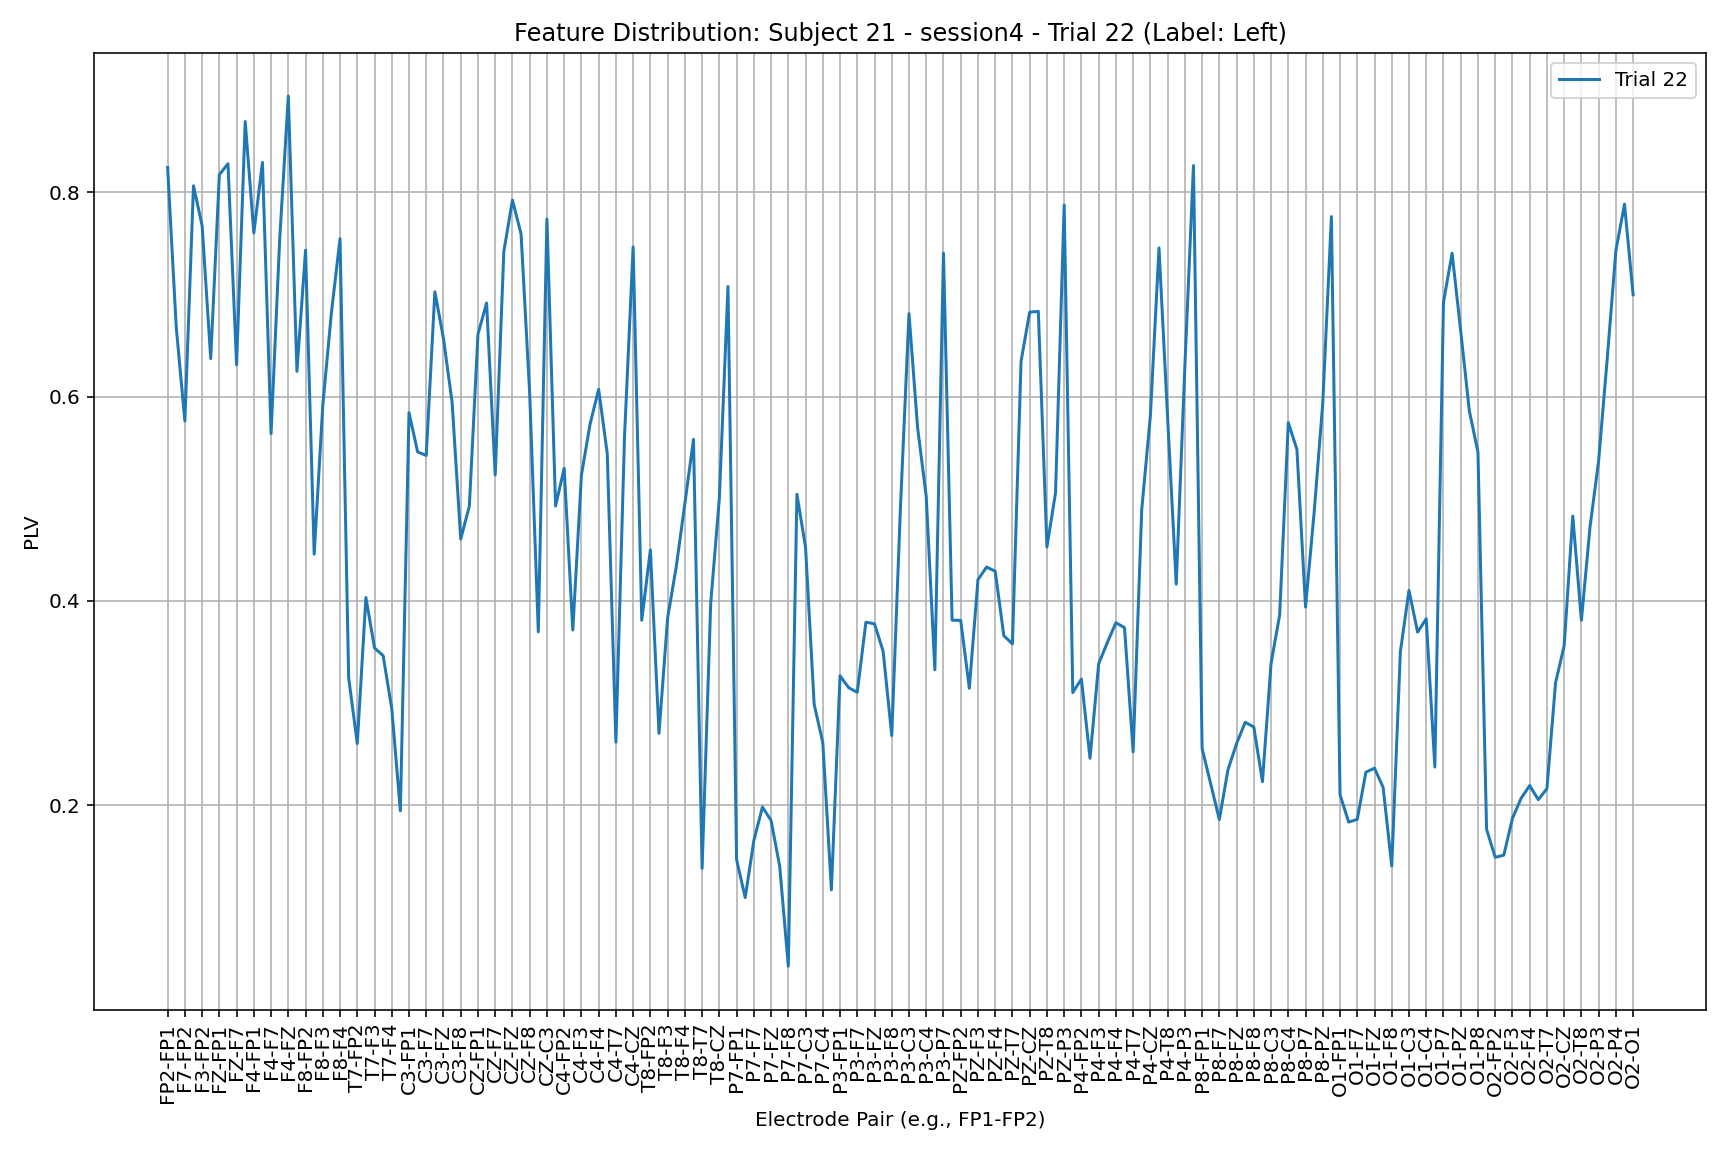 Feature Distribution: Subject 21 - session4 - Trial 22 (Label: Left)
Trial 22
PLV
0.8
0.6
0.4
0.2
FP2-FP1
F7-FP2
F3-FP2
FZ-FP1
FZ-F7
F4-FP1
F4-F7
F4-FZ
F8-FP2
F8-F3
F8-F4
T7-FP2
T7-F3
T7-F4
C3-FP1
C3-F7
C3-FZ
C3-F8
CZ-FP1
CZ-F7
CZ-FZ
CZ-F8
CZ-C3
C4-FP2
C4-F3
C4-F4
C4-T7
C4-CZ
T8-FP2
T8-F3
T8-F4
T8-T7
T8-CZ
P7-FP1
P7-F7
P7-FZ
P7-F8
P7-C3
P7-C4
P3-FP1
P3-F7
P3-FZ
P3-F8
P3-C3
P3-C4
P3-P7
PZ-FP2
PZ-F3
PZ-F4
PZ-T7
PZ-CZ
PZ-T8
PZ-P3
P4-FP2
P4-F3
P4-F4
P4-T7
P4-CZ
P4-T8
P4-P3
P8-FP1
P8-F7
P8-FZ
P8-F8
P8-C3
P8-C4
P8-P7
P8-PZ
O1-FP1
O1-F7
O1-FZ
O1-F8
O1-C3
O1-C4
O1-P7
O1-PZ
O1-P8
O2-FP2
O2-F3
O2-F4
O2-T7
O2-CZ
O2-T8
O2-P3
O2-P4
O2-O1
Electrode Pair (e.g., FP1-FP2)